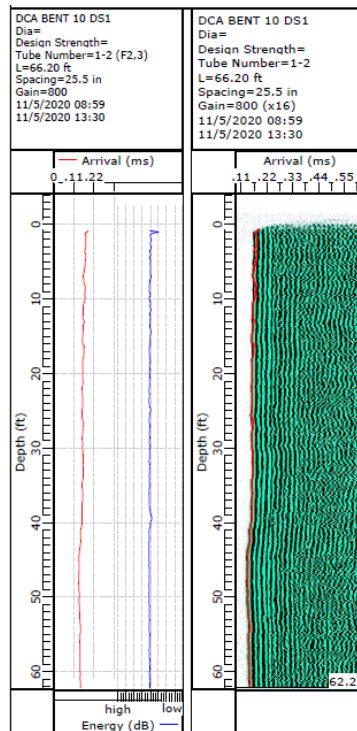 DCA BENT 10 DS1
Dia=
Design Strength=
Tube Number=1-2 (F2,3)
L=66.20 ft
Spacing=25.5 in
Gain=800
11/5/2020 08:59
11/5/2020 13:30
Arrival (ms)
0 .11 .22
0
10
20
30
40
50
60
Depth (ft)
high low
Energy (dB)
DCA BENT 10 DS1
Dia=
Design Strength=
Tube Number=1-2
L=66.20 ft
Spacing=25.5 in
Gain=800 (x16)
11/5/2020 08:59
11/5/2020 13:30
Arrival (ms)
.11 .22 .33 .44 .55
0
10
20
30
40
50
60
Depth (ft)
62.2